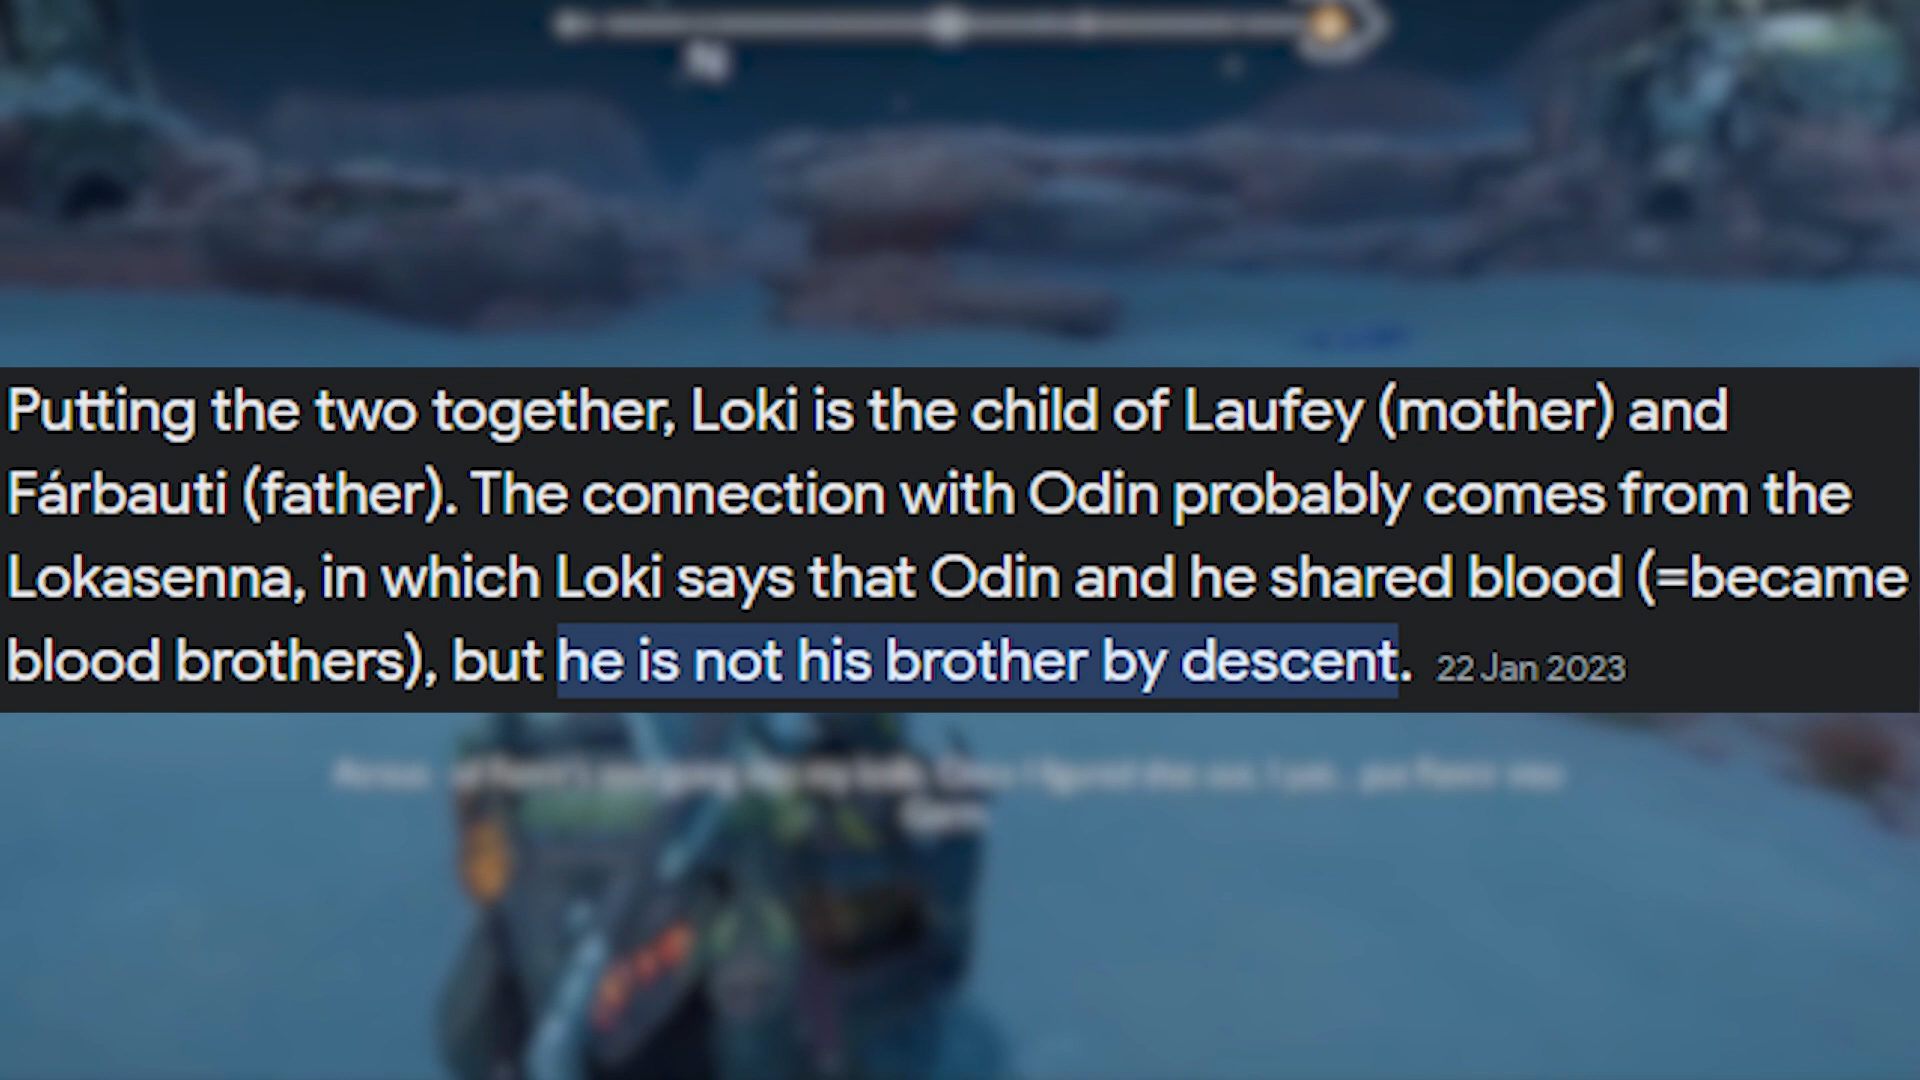 N
Putting the two together, Loki is the child of Laufey (mother) and
Fárbauti (father). The connection with Odin probably comes from the
Lokasenna, in which Loki says that Odin and he shared blood (=became
blood brothers), but he is not his brother by descent. 22 Jan 2023